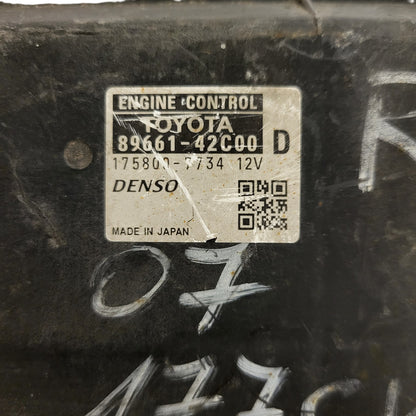 ENGINE CONTROL
TOYOTA
89661-42C00 D
175800-7734 12V
DENSO
MADE IN JAPAN
R
07